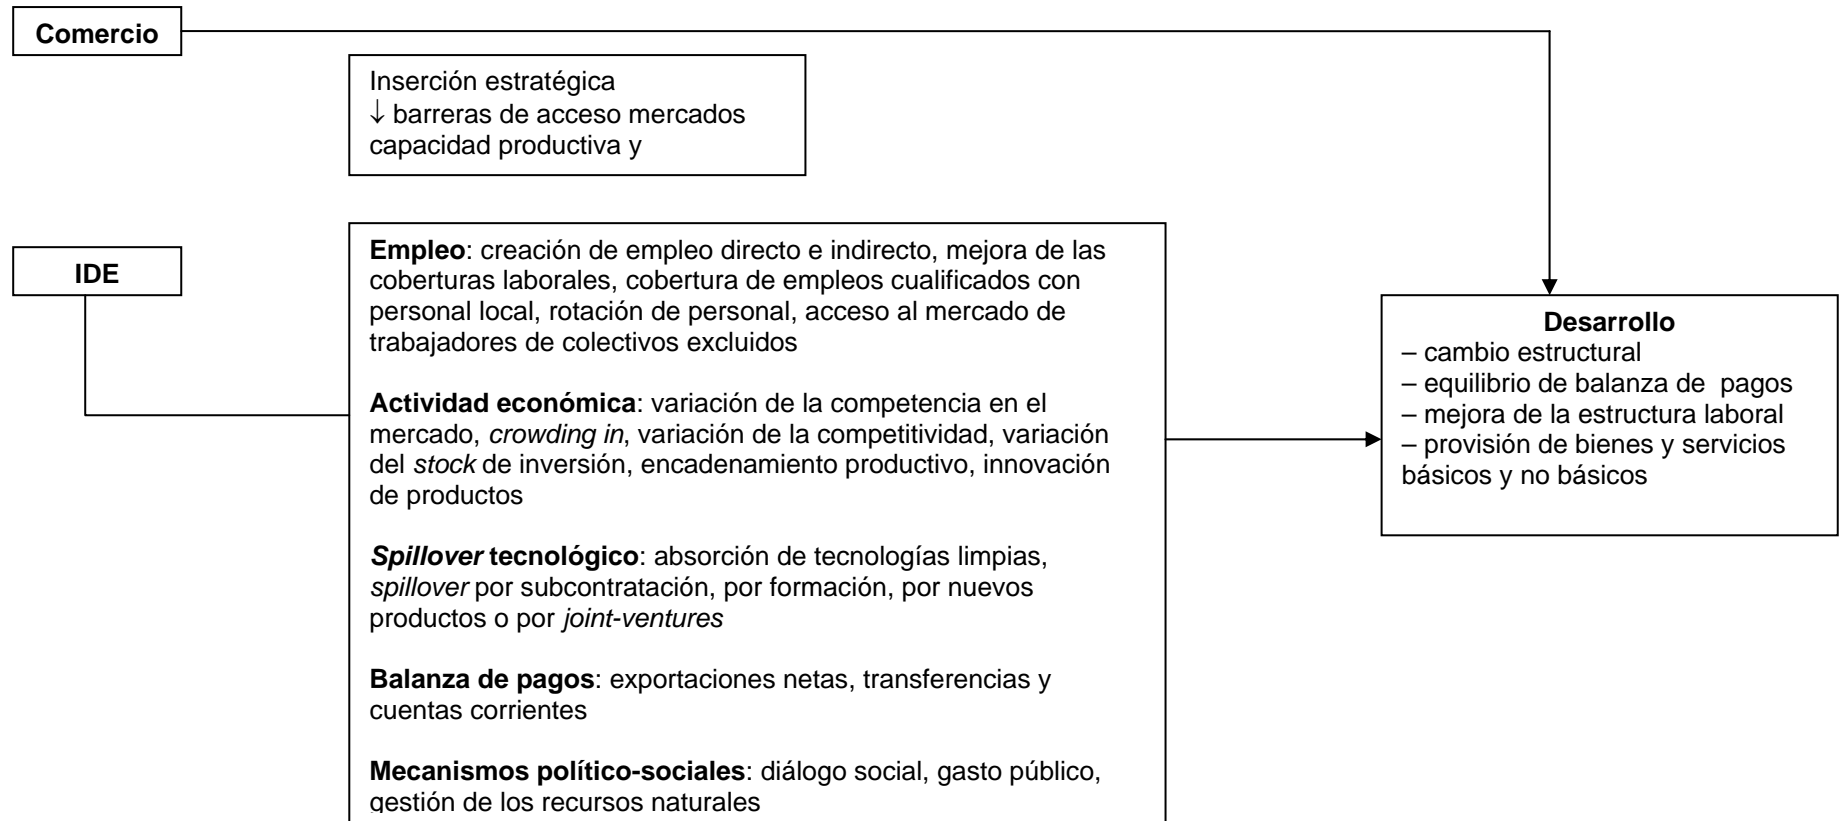 Comercio
Inserción estratégica
↓ barreras de acceso mercados
capacidad productiva y
IDE
Empleo: creación de empleo directo e indirecto, mejora de las
coberturas laborales, cobertura de empleos cualificados con
personal local, rotación de personal, acceso al mercado de
trabajadores de colectivos excluidos
Actividad económica: variación de la competencia en el
mercado, crowding in, variación de la competitividad, variación
del stock de inversión, encadenamiento productivo, innovación
de productos
Spillover tecnológico: absorción de tecnologías limpias,
spillover por subcontratación, por formación, por nuevos
productos o por joint-ventures
Balanza de pagos: exportaciones netas, transferencias y
cuentas corrientes
Mecanismos político-sociales: diálogo social, gasto público,
gestión de los recursos naturales
Desarrollo
– cambio estructural
– equilibrio de balanza de pagos
– mejora de la estructura laboral
– provisión de bienes y servicios
básicos y no básicos